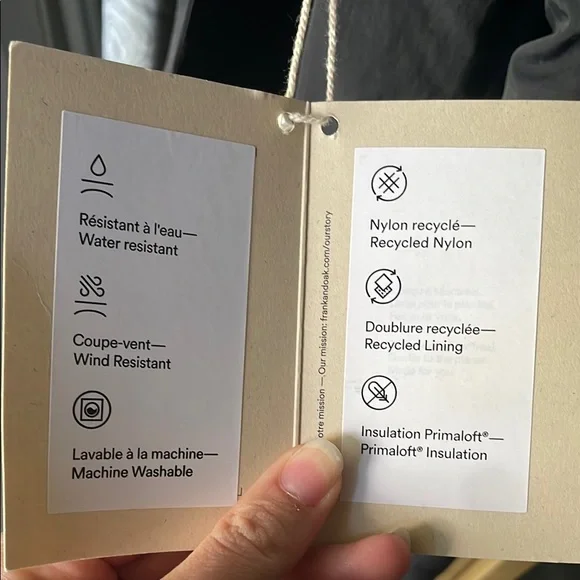 Résistant à l'eau—
Water resistant
Coupe-vent—
Wind Resistant
Lavable à la machine—
Machine Washable
otre mission — Our mission: frankandoak.com/ourstory
Nylon recyclé—
Recycled Nylon
Doublure recyclée—
Recycled Lining
Insulation Primaloft®—
Primaloft® Insulation